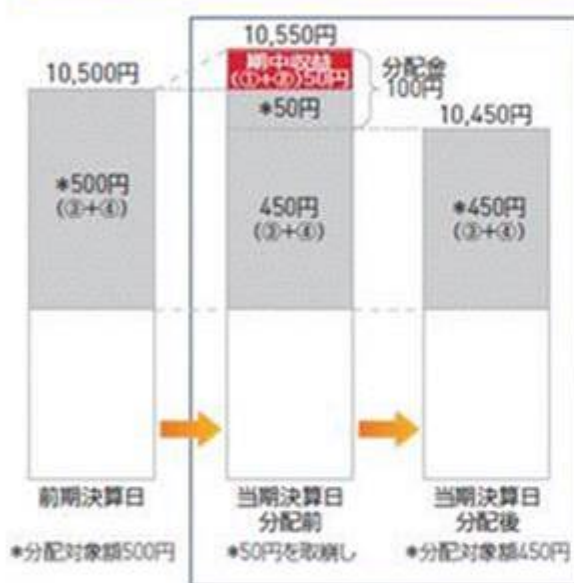 10,500円
*500円
(③+④)
前期決算日
*分配対象額500円
10,550円
期中収益
(①+②)50円
*50円
450円
(③+④)
分配金
100円
当期決算日
分配前
*50円を取崩し
10,450円
*450円
(③+④)
当期決算日
分配後
*分配対象額450円